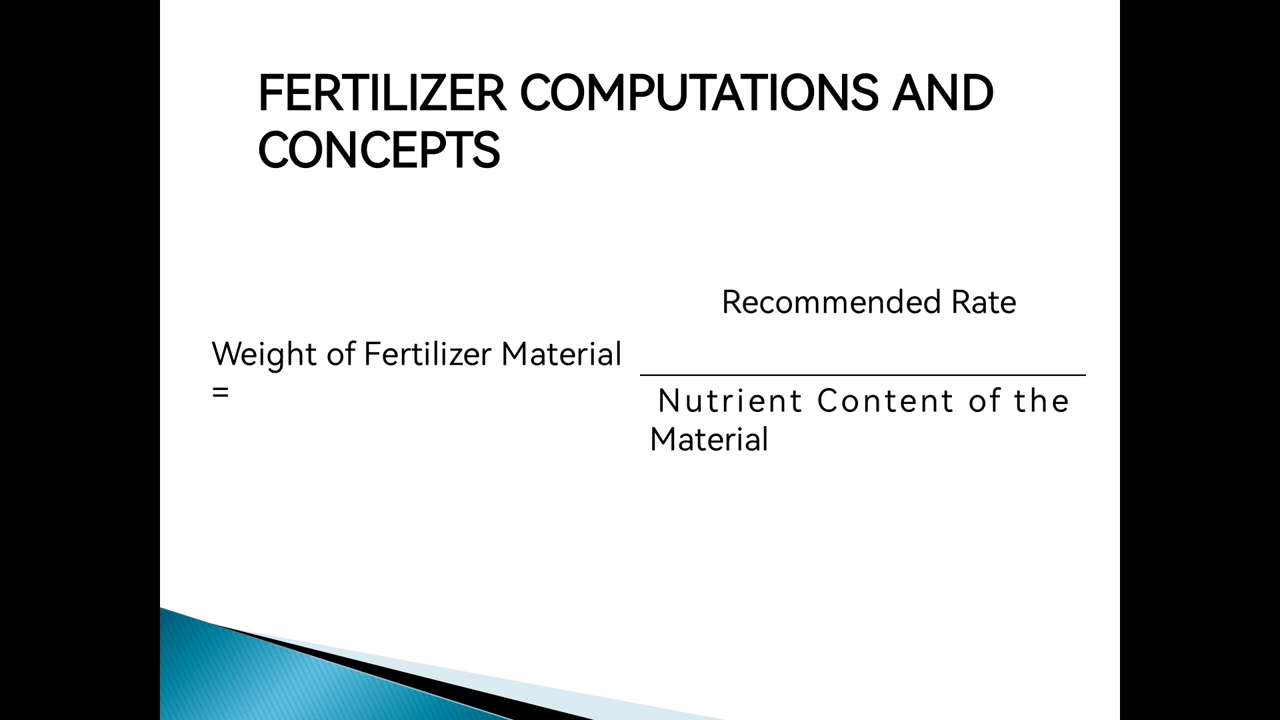 FERTILIZER COMPUTATIONS AND
CONCEPTS
Recommended Rate
Weight of Fertilizer Material
=
Nutrient Content of the
Material